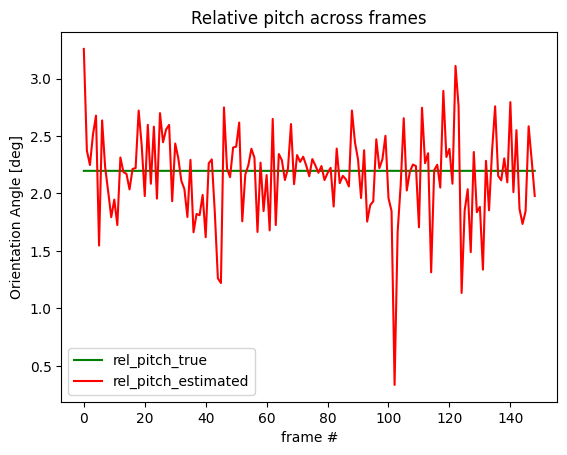 Relative pitch across frames
Orientation Angle [deg]
3.0
2.5
2.0
1.5
1.0
0.5
rel_pitch_true
rel_pitch_estimated
0 20 40 60 80 100 120 140
frame #